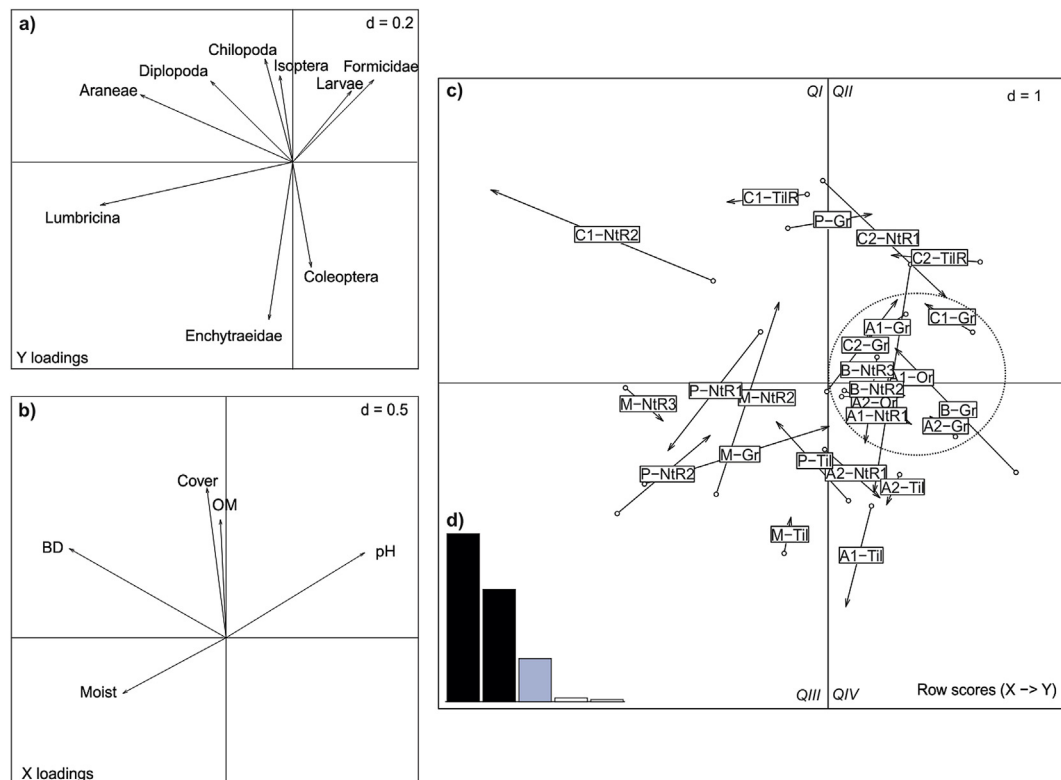 a)
d = 0.2
Chilopoda
Isoptera
Formicidae
Diplopoda
Larvae
Araneae
Lumbricina
Coleoptera
Enchytraeidae
Y loadings
b)
d = 0.5
Cover
OM
BD
pH
Moist
X loadings
c)
QI
QII
d = 1
C1−TilR
P−Gr
C1−NtR2
C2−NtR1
C2−TilR
C1−Gr
A1−Gr
C2−Gr
B−NtR3
A1−Or
P−NtR1
B−NtR2
M−NtR2
M−NtR3
A2−Or
B−Gr
A1−NtR1
A2−Gr
M−Gr
P−Til
P−NtR2
A2−NtR1
A2−Til
M−Til
A1−Til
d)
QIII
QIV
Row scores (X −> Y)